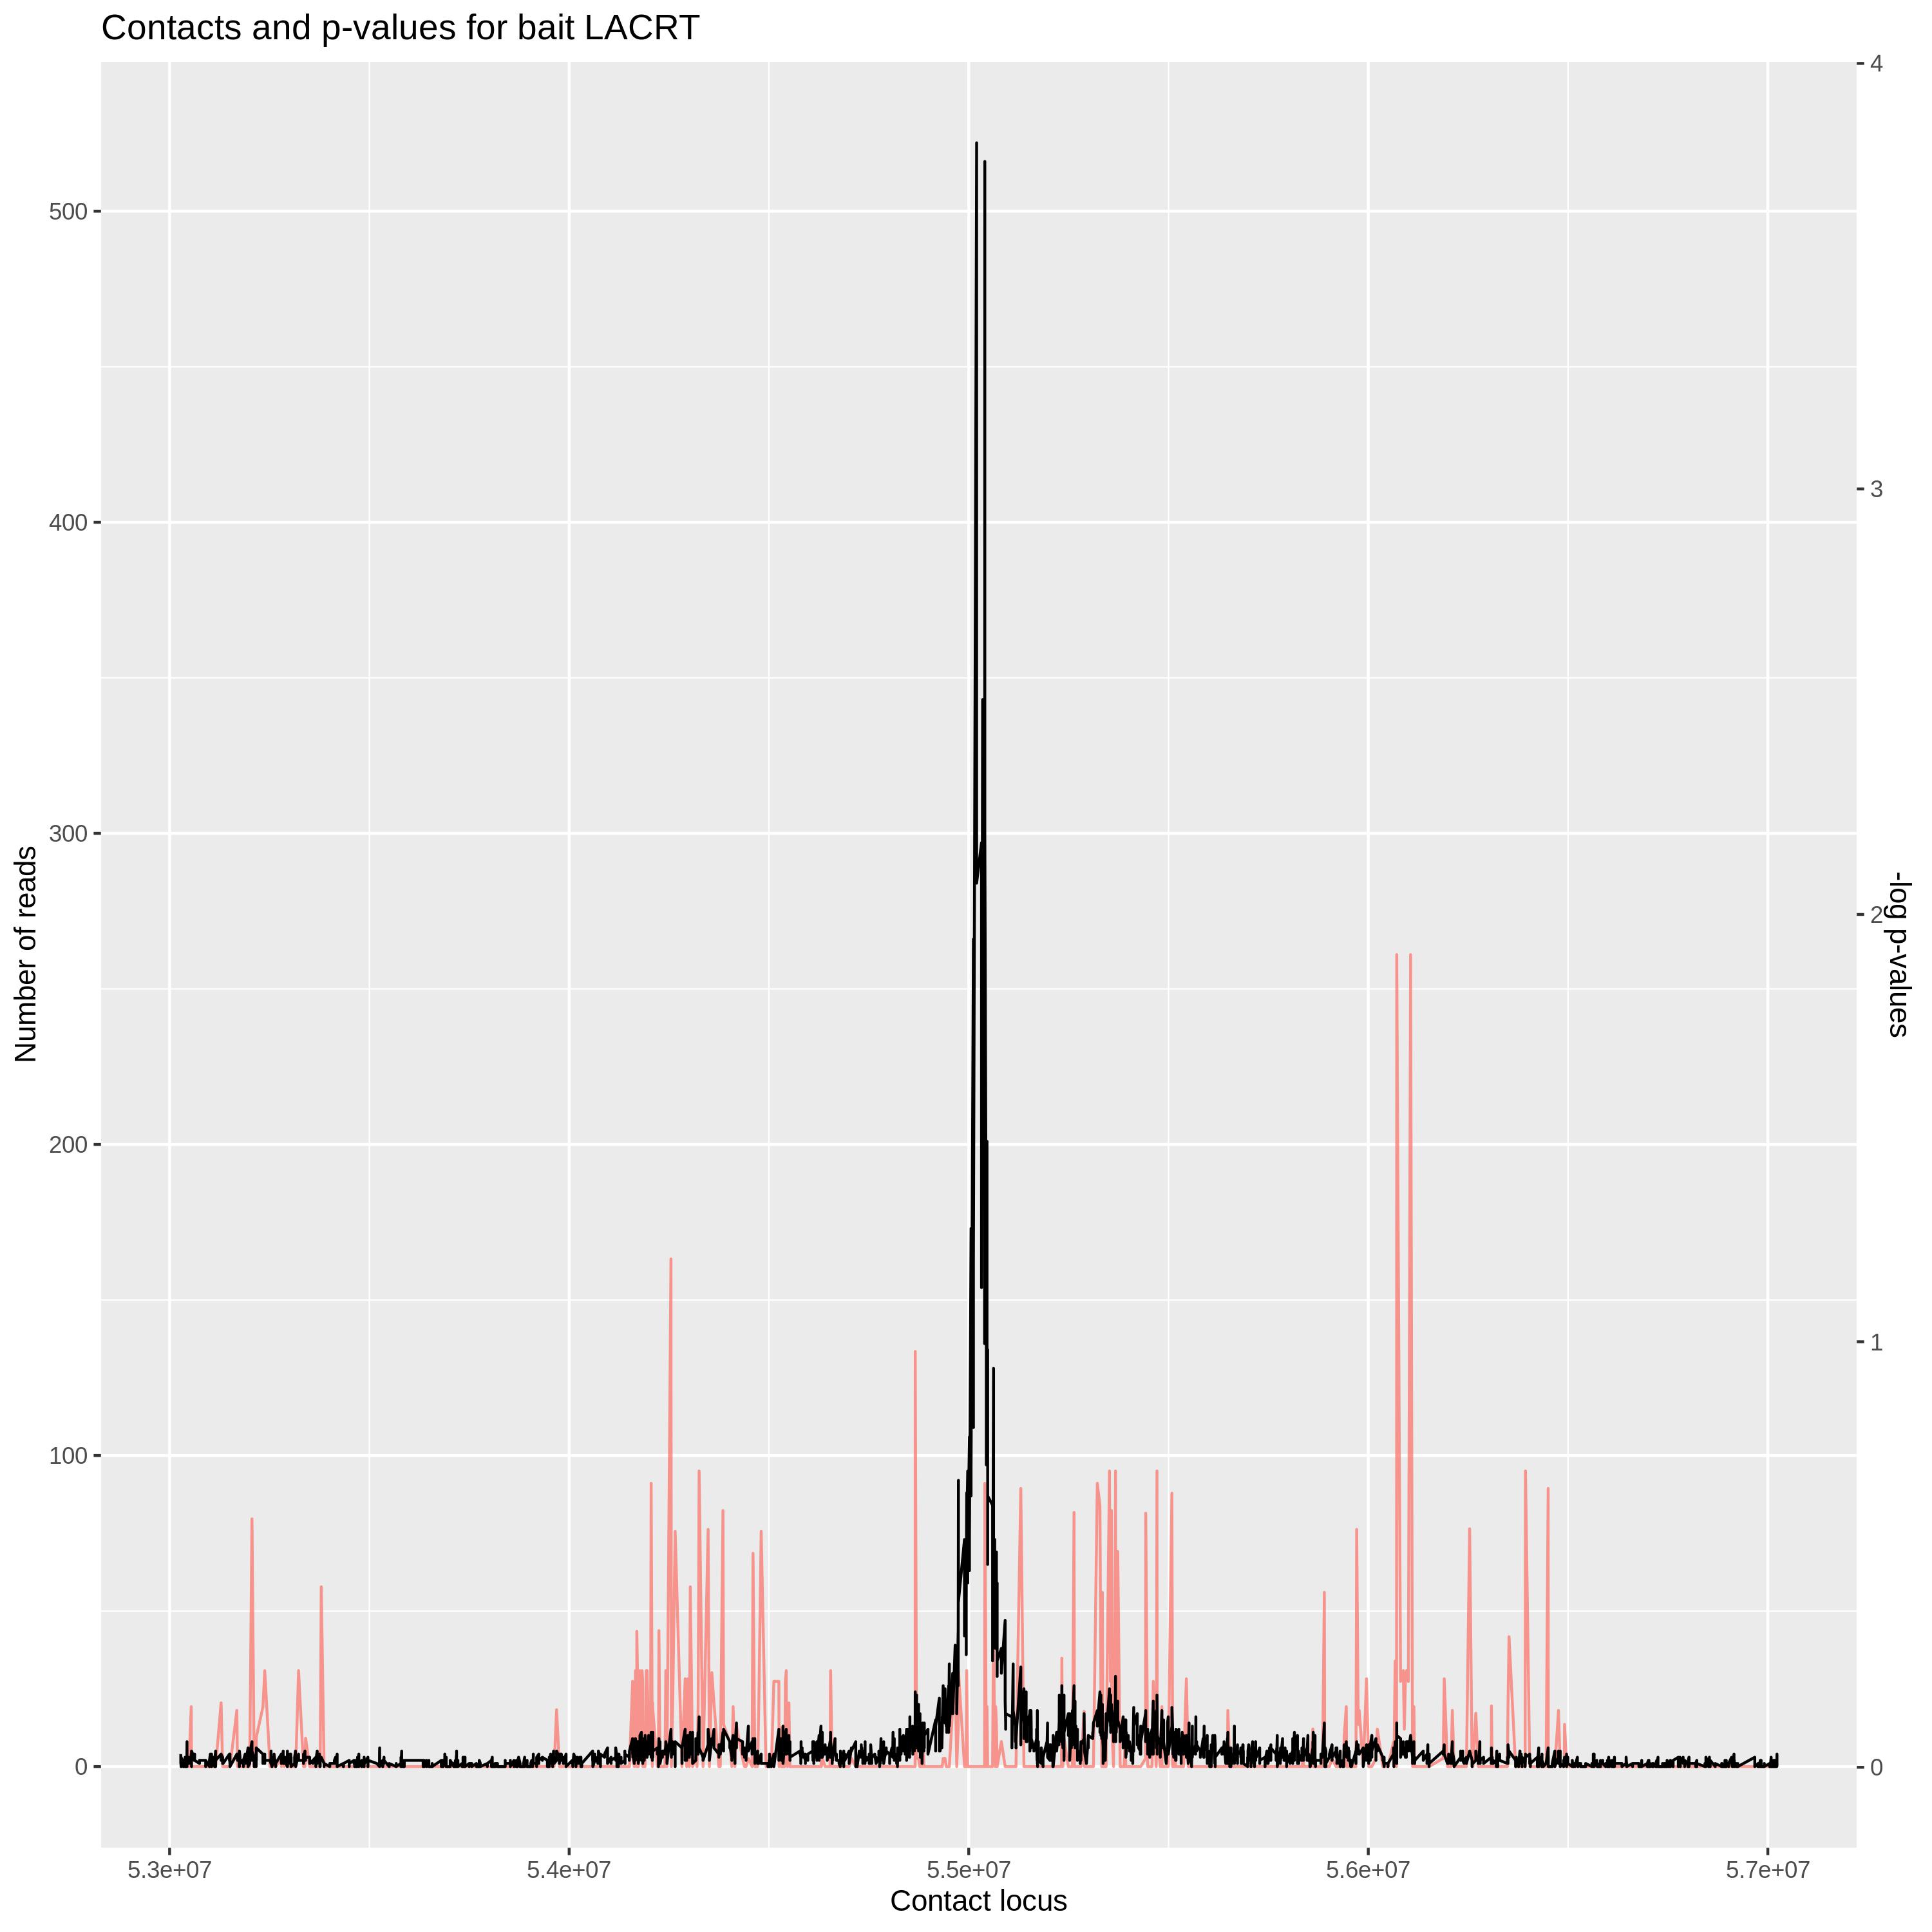 Contacts and p-values for bait LACRT
Number of reads
500
400
300
200
100
0
4
3
2
1
0
-log p-values
5.3e+07 5.4e+07 5.5e+07 5.6e+07 5.7e+07
Contact locus